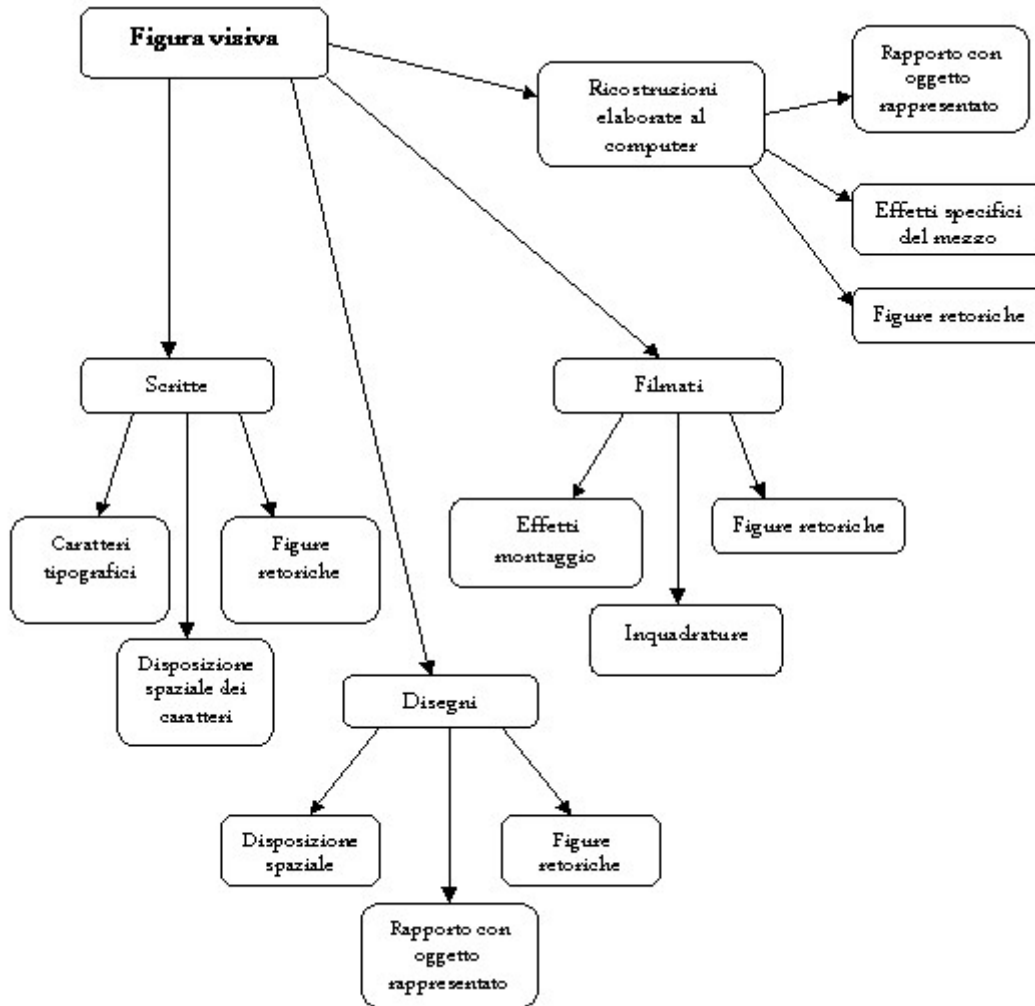 Figura visiva
Ricostruzioni
elaborate al
computer
Rapporto con
oggetto
rappresentato
Effetti specifici
del mezzo
Figure retoriche
Scritte
Filmati
Caratteri
tipografici
Figure
retoriche
Disposizione
spaziale dei
caratteri
Effetti
montaggio
Figure retoriche
Inquadrature
Disegni
Disposizione
spaziale
Figure
retoriche
Rapporto con
oggetto
rappresentato